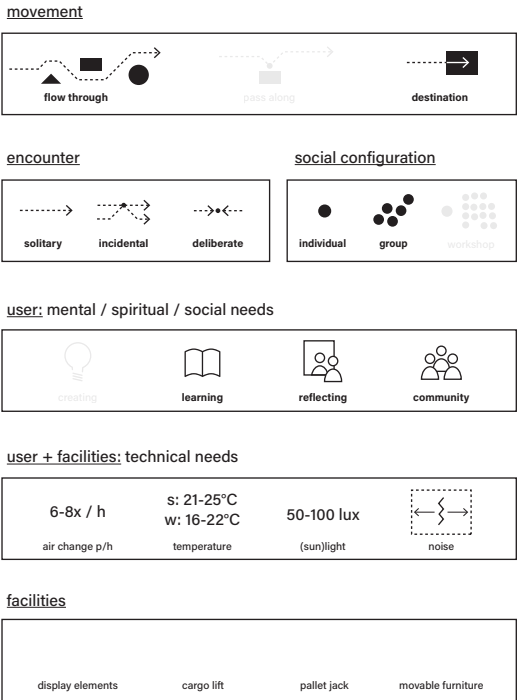 movement
flow through
pass along
destination
encounter
social configuration
solitary
incidental
deliberate
individual
group
workshop
user: mental / spiritual / social needs
creating
learning
reflecting
community
user + facilities: technical needs
6-8x / h
s: 21-25°C
w: 16-22°C
50-100 lux
air change p/h
temperature
(sun)light
noise
facilities
display elements
cargo lift
pallet jack
movable furniture